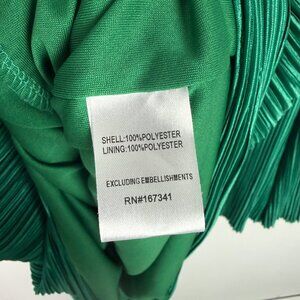 SHELL:100%POLYESTER
LINING:100%POLYESTER
EXCLUDING EMBELLISHMENTS
RN#167341